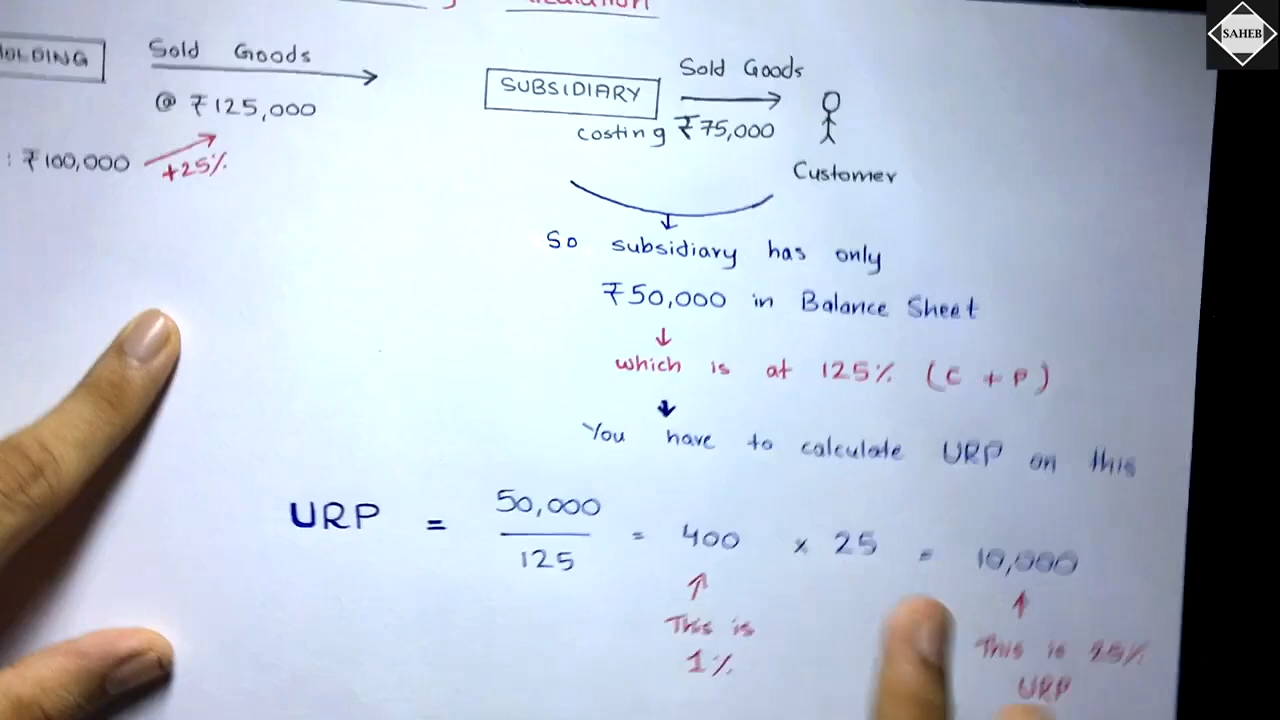 SAHEB
HOLDING
Sold Goods
@ ₹125,000
: ₹100,000
+25%
SUBSIDIARY
Sold Goods
costing ₹75,000
Customer
So subsidiary has only
₹50,000 in Balance Sheet
which is at 125% (C + P)
You have to calculate URP on this
URP = 50,000 / 125 = 400 × 25 = 10,000
This is
1%
This is 25%
URP